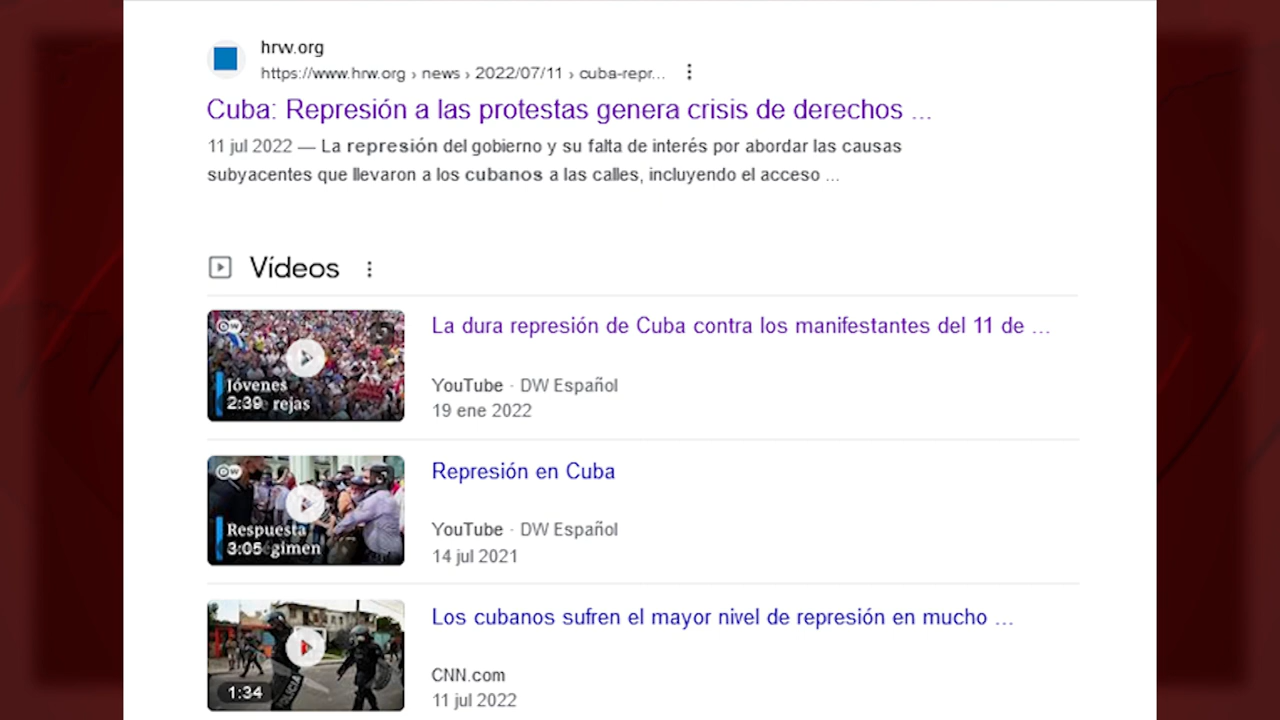 hrw.org
https://www.hrw.org › news › 2022/07/11 › cuba-repr...
Cuba: Represión a las protestas genera crisis de derechos ...
11 jul 2022 — La represión del gobierno y su falta de interés por abordar las causas
subyacentes que llevaron a los cubanos a las calles, incluyendo el acceso ...
Vídeos
DW
Jóvenes
2:39 rejas
La dura represión de Cuba contra los manifestantes del 11 de ...
YouTube · DW Español
19 ene 2022
DW
Respuesta
3:05 gimen
Represión en Cuba
YouTube · DW Español
14 jul 2021
POLICIA
1:34
Los cubanos sufren el mayor nivel de represión en mucho ...
CNN.com
11 jul 2022